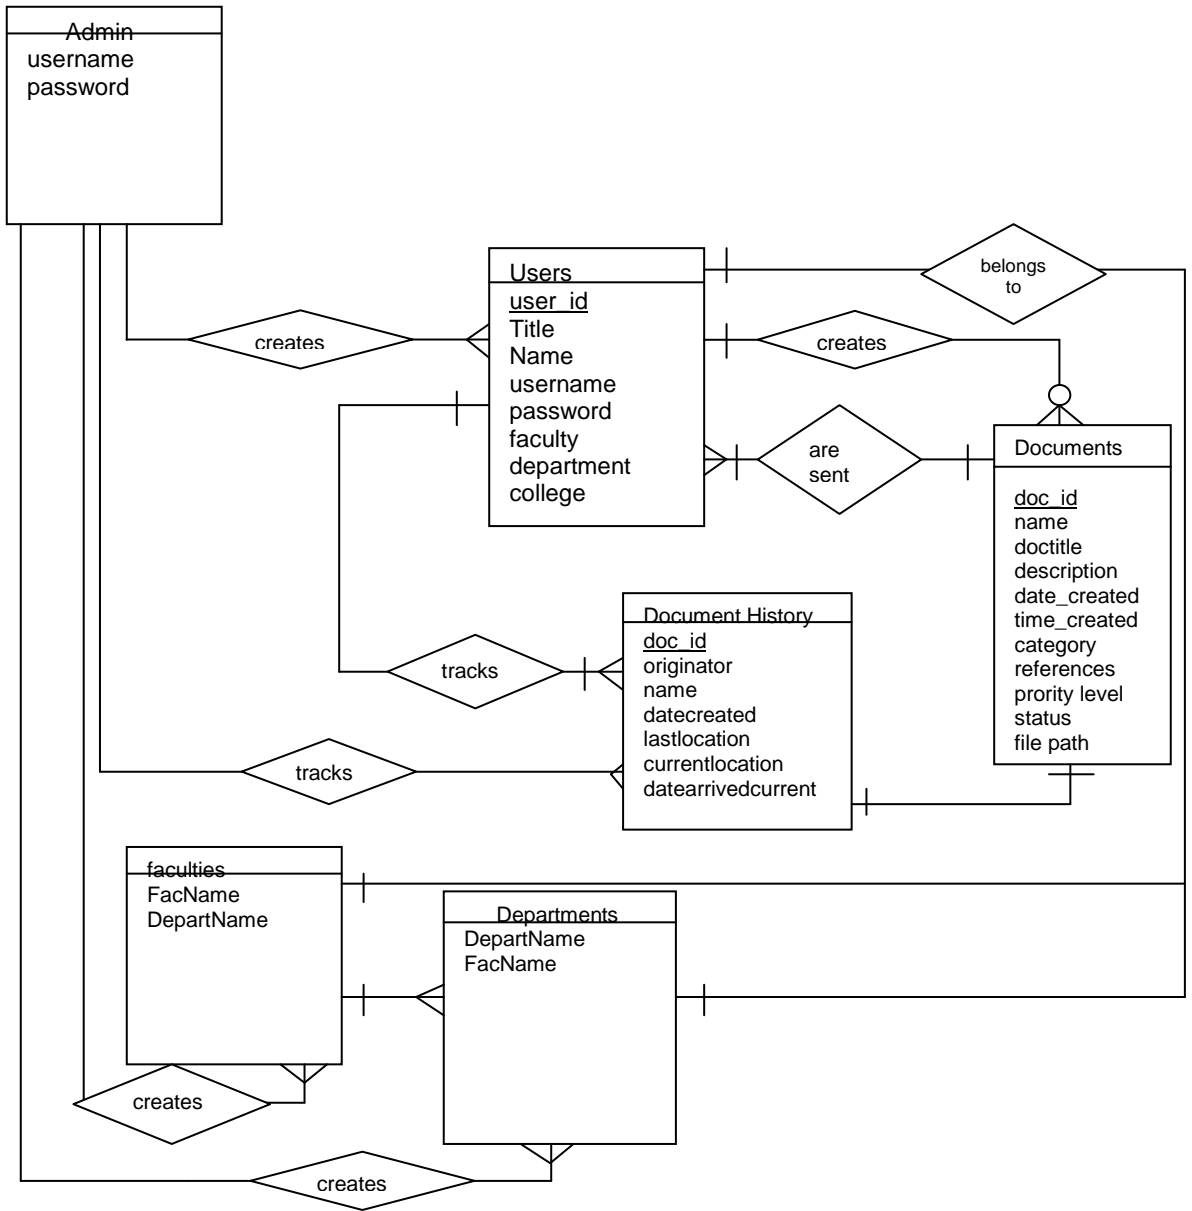 Admin
username
password
Users
user_id
Title
Name
username
password
faculty
department
college
belongs
to
creates
creates
are
sent
Documents
doc_id
name
doctitle
description
date_created
time_created
category
references
prority level
status
file path
Document History
doc_id
originator
name
datecreated
lastlocation
currentlocation
datearrivedcurrent
tracks
tracks
faculties
FacName
DepartName
Departments
DepartName
FacName
creates
creates